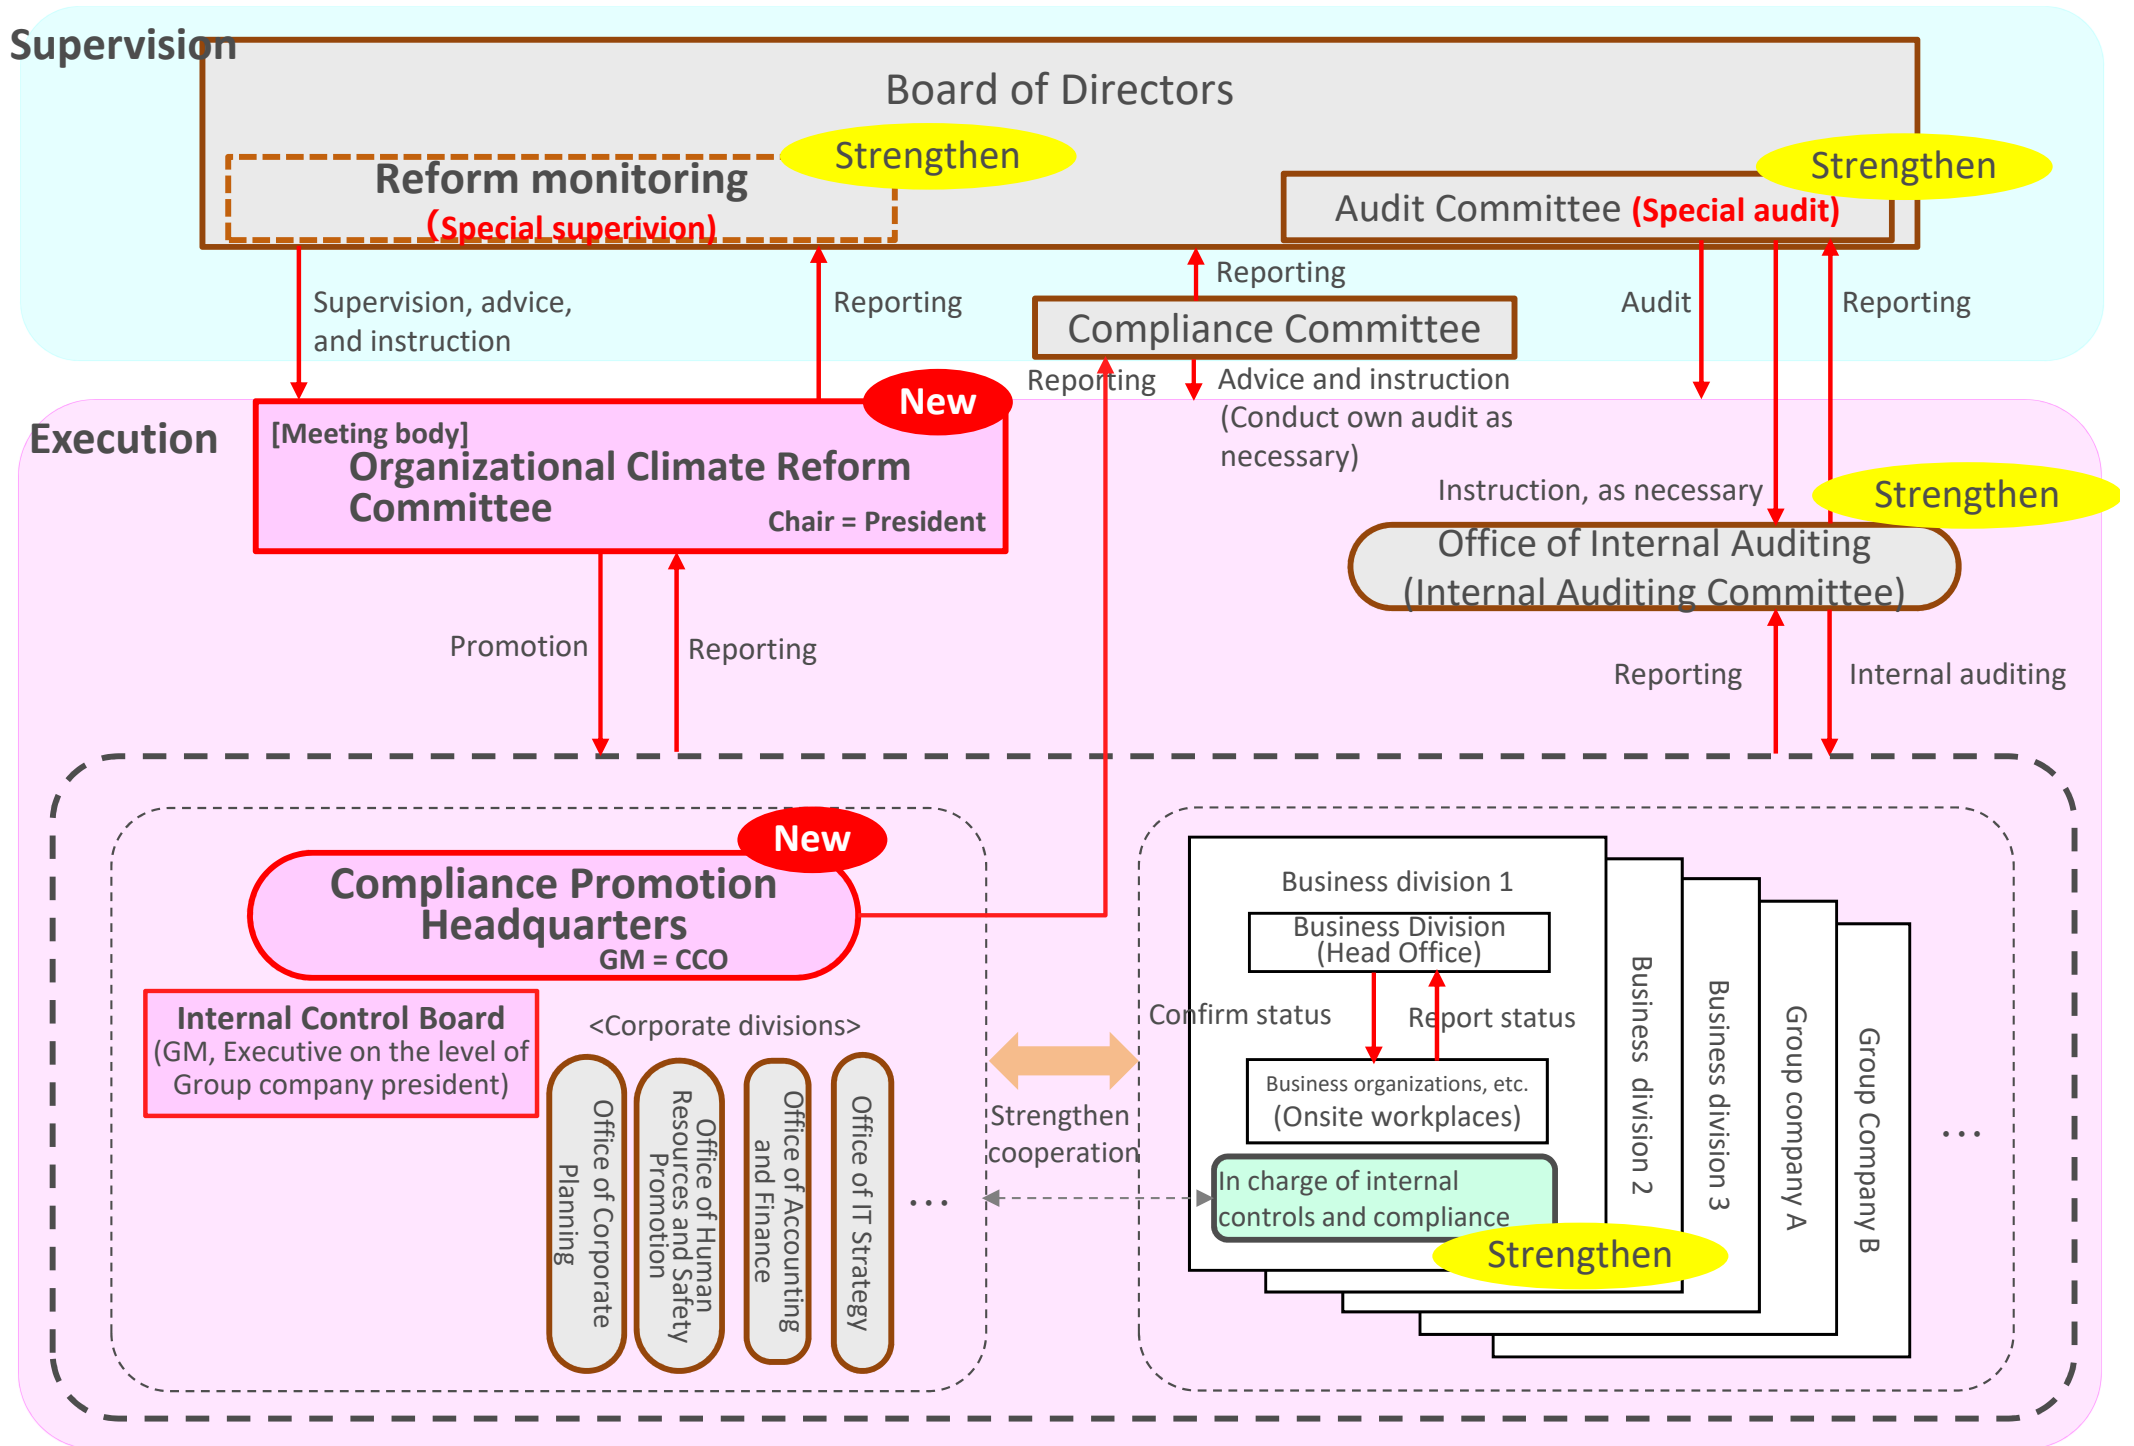 Supervision
Board of Directors
Strengthen
Reform monitoring
(Special superivion)
Strengthen
Audit Committee (Special audit)
Supervision, advice,
and instruction
Reporting
Reporting
Compliance Committee
Audit
Reporting
Reporting
Advice and instruction
(Conduct own audit as
necessary)
Execution
New
[Meeting body]
Organizational Climate Reform
Committee
Chair = President
Instruction, as necessary
Strengthen
Office of Internal Auditing
(Internal Auditing Committee)
Promotion
Reporting
Reporting
Internal auditing
New
Compliance Promotion
Headquarters
GM = CCO
Internal Control Board
(GM, Executive on the level of
Group company president)
<Corporate divisions>
Office of Corporate
Planning
Office of Human
Resources and Safety
Promotion
Office of Accounting
and Finance
Office of IT Strategy
…
Strengthen
cooperation
Business division 1
Business Division
(Head Office)
Confirm status
Report status
Business organizations, etc.
(Onsite workplaces)
In charge of internal
controls and compliance
Strengthen
Business division 2
Business division 3
Group company A
Group Company B
…